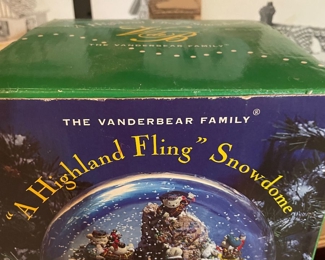 THE VANDERBEAR FAMILY
THE VANDERBEAR FAMILY®
"A Highland Fling" Snowdome